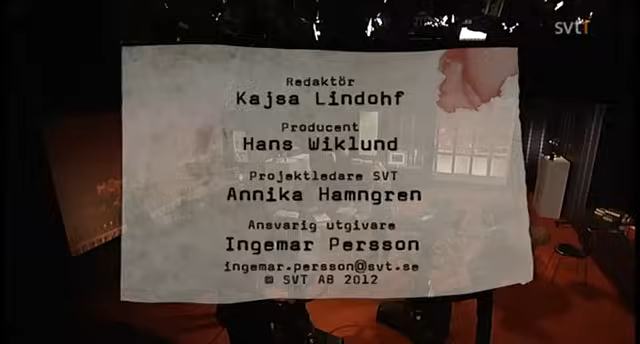 svt1
Redaktör
Kajsa Lindohf
Producent
Hans Wiklund
Projektledare SVT
Annika Hamngren
Ansvarig utgivare
Ingemar Persson
ingemar.persson@svt.se
© SVT AB 2012